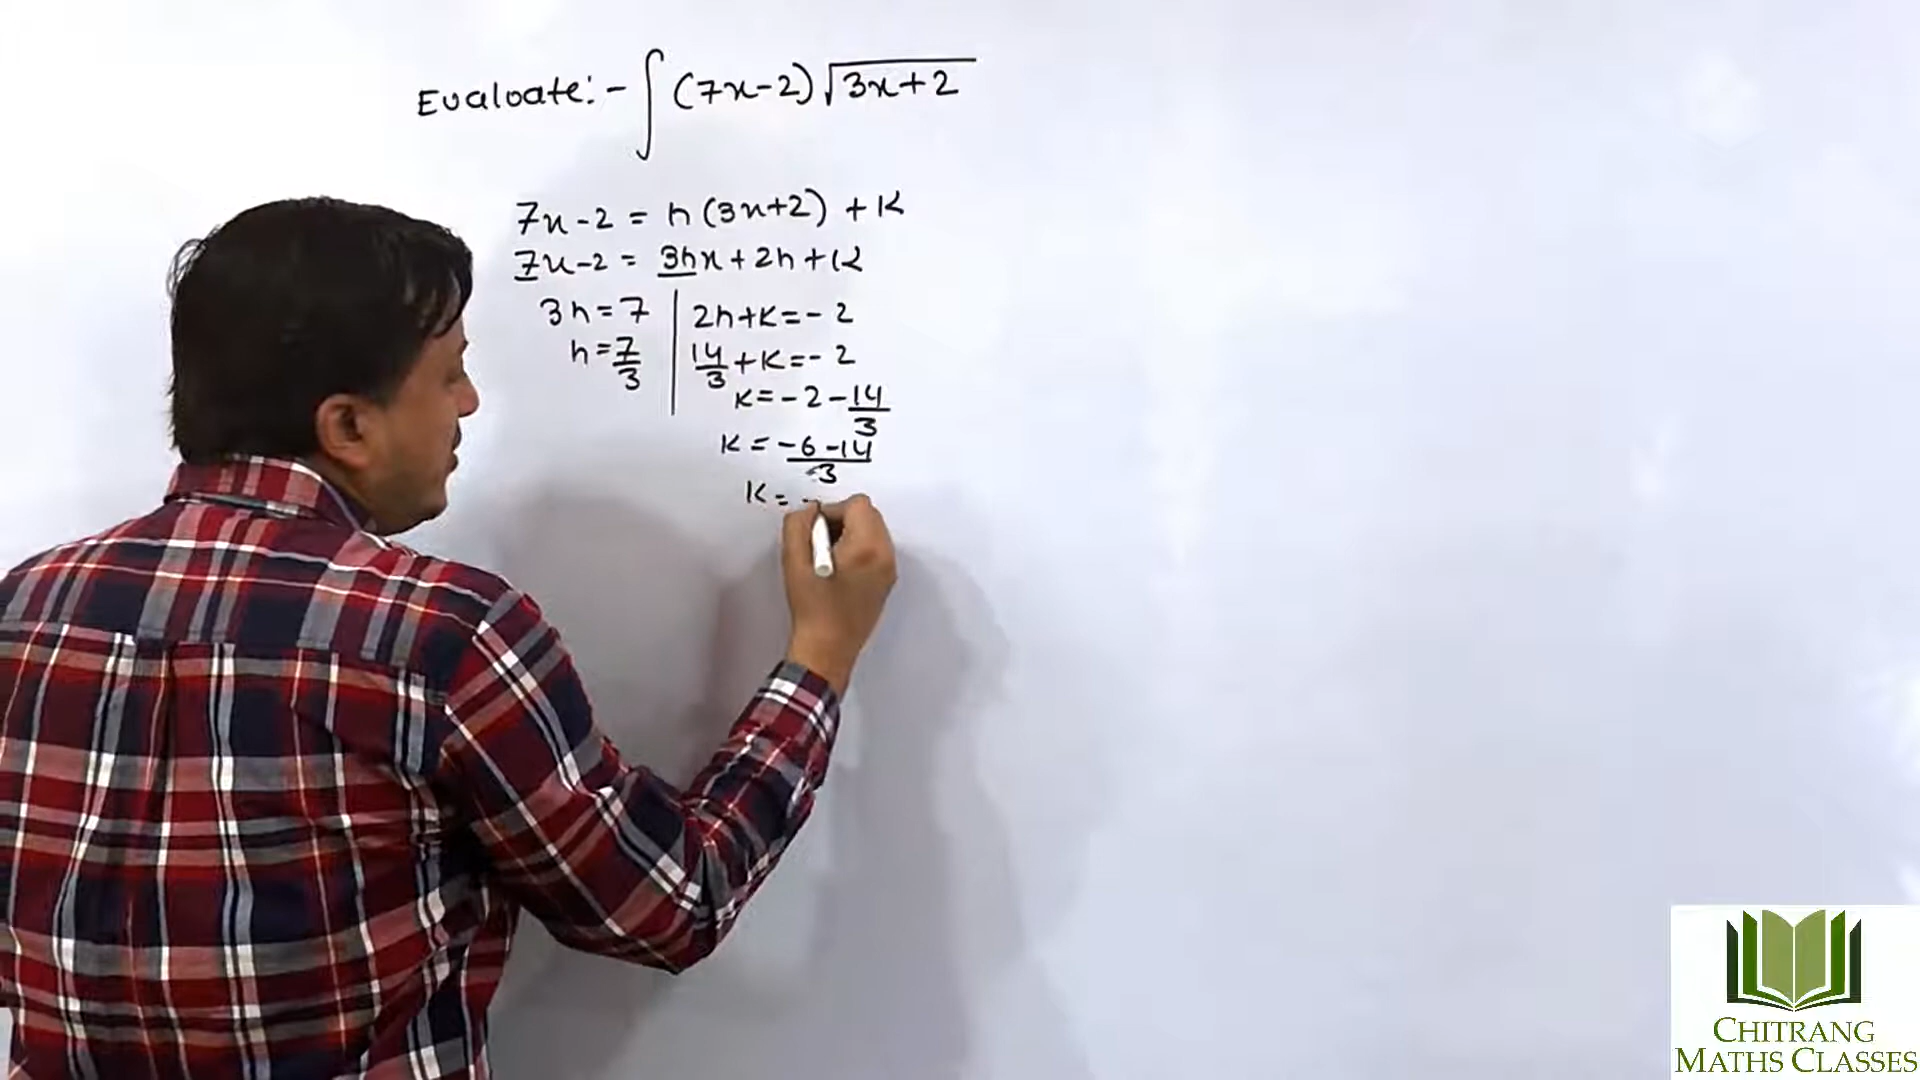 Evaluate:- ∫(7x-2)√3x+2
7x-2 = h(3x+2) +K
7x-2 = 3hx+2h+K
3h=7
h=7/3
2h+K=-2
14/3+K=-2
K=-2-14/3
K=-6-14/3
K= -
CHITRANG
MATHS CLASSES